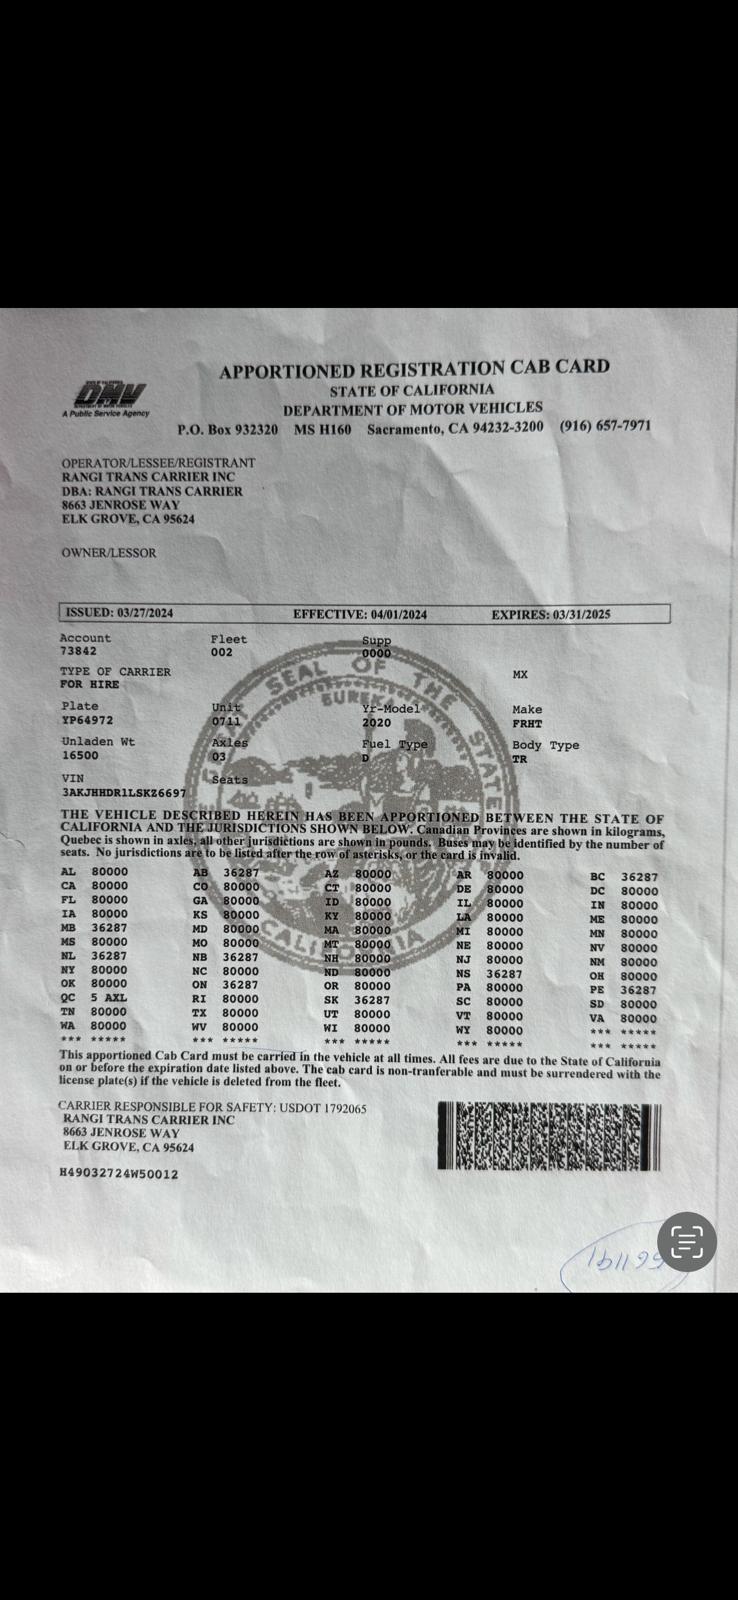 DMV
A Public Service Agency
APPORTIONED REGISTRATION CAB CARD
STATE OF CALIFORNIA
DEPARTMENT OF MOTOR VEHICLES
P.O. Box 932320 MS H160 Sacramento, CA 94232-3200 (916) 657-7971
OPERATOR/LESSEE/REGISTRANT
RANGI TRANS CARRIER INC
DBA: RANGI TRANS CARRIER
8663 JENROSE WAY
ELK GROVE, CA 95624
OWNER/LESSOR
ISSUED: 03/27/2024 EFFECTIVE: 04/01/2024 EXPIRES: 03/31/2025
Account Fleet Supp
73842 002 0000
TYPE OF CARRIER MX
FOR HIRE
Plate Unit Yr-Model Make
YP64972 0711 2020 FRHT
Unladen Wt Axles Fuel Type Body Type
16500 03 D TR
VIN Seats
3AKJHHDR1LSKZ6697
SEAL OF THE STATE
EUREKA
CALIFORNIA
THE VEHICLE DESCRIBED HEREIN HAS BEEN APPORTIONED BETWEEN THE STATE OF
CALIFORNIA AND THE JURISDICTIONS SHOWN BELOW. Canadian Provinces are shown in kilograms,
Quebec is shown in axles, all other jurisdictions are shown in pounds. Buses may be identified by the number of
seats. No jurisdictions are to be listed after the row of asterisks, or the card is invalid.
AL 80000 AB 36287 AZ 80000 AR 80000 BC 36287
CA 80000 CO 80000 CT 80000 DE 80000 DC 80000
FL 80000 GA 80000 ID 80000 IL 80000 IN 80000
IA 80000 KS 80000 KY 80000 LA 80000 ME 80000
MB 36287 MD 80000 MA 80000 MI 80000 MN 80000
MS 80000 MO 80000 MT 80000 NE 80000 NV 80000
NL 36287 NB 36287 NH 80000 NJ 80000 NM 80000
NY 80000 NC 80000 ND 80000 NS 36287 OH 80000
OK 80000 ON 36287 OR 80000 PA 80000 PE 36287
QC 5 AXL RI 80000 SK 36287 SC 80000 SD 80000
TN 80000 TX 80000 UT 80000 VT 80000 VA 80000
WA 80000 WV 80000 WI 80000 WY 80000 *** *****
*** ***** *** ***** *** ***** *** ***** *** *****
This apportioned Cab Card must be carried in the vehicle at all times. All fees are due to the State of California
on or before the expiration date listed above. The cab card is non-tranferable and must be surrendered with the
license plate(s) if the vehicle is deleted from the fleet.
CARRIER RESPONSIBLE FOR SAFETY: USDOT 1792065
RANGI TRANS CARRIER INC
8663 JENROSE WAY
ELK GROVE, CA 95624
H49032724W50012